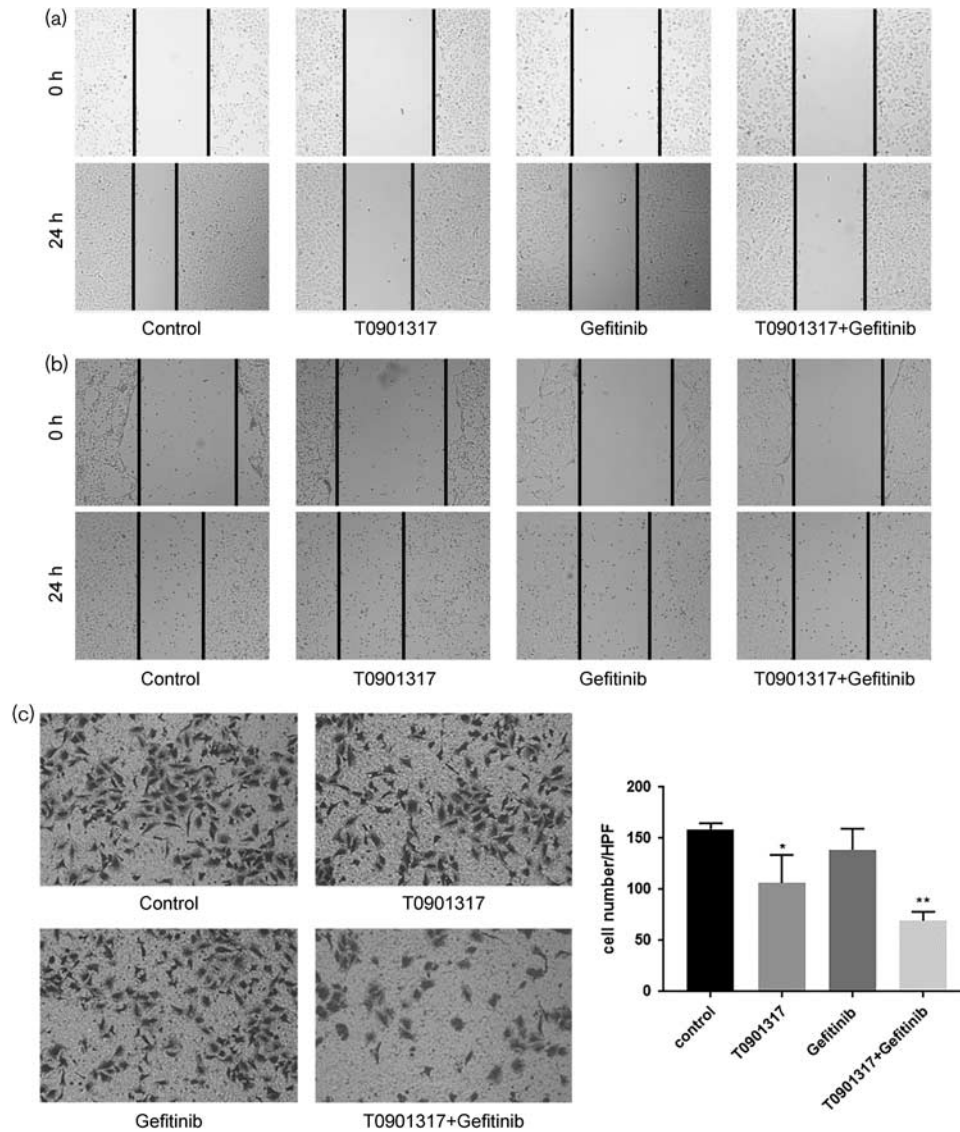 (a)
0 h
24 h
Control T0901317 Gefitinib T0901317+Gefitinib
(b)
0 h
24 h
Control T0901317 Gefitinib T0901317+Gefitinib
(c)
Control T0901317
Gefitinib T0901317+Gefitinib
cell number/HPF
200
150
100
50
0
*
**
control T0901317 Gefitinib T0901317+Gefitinib